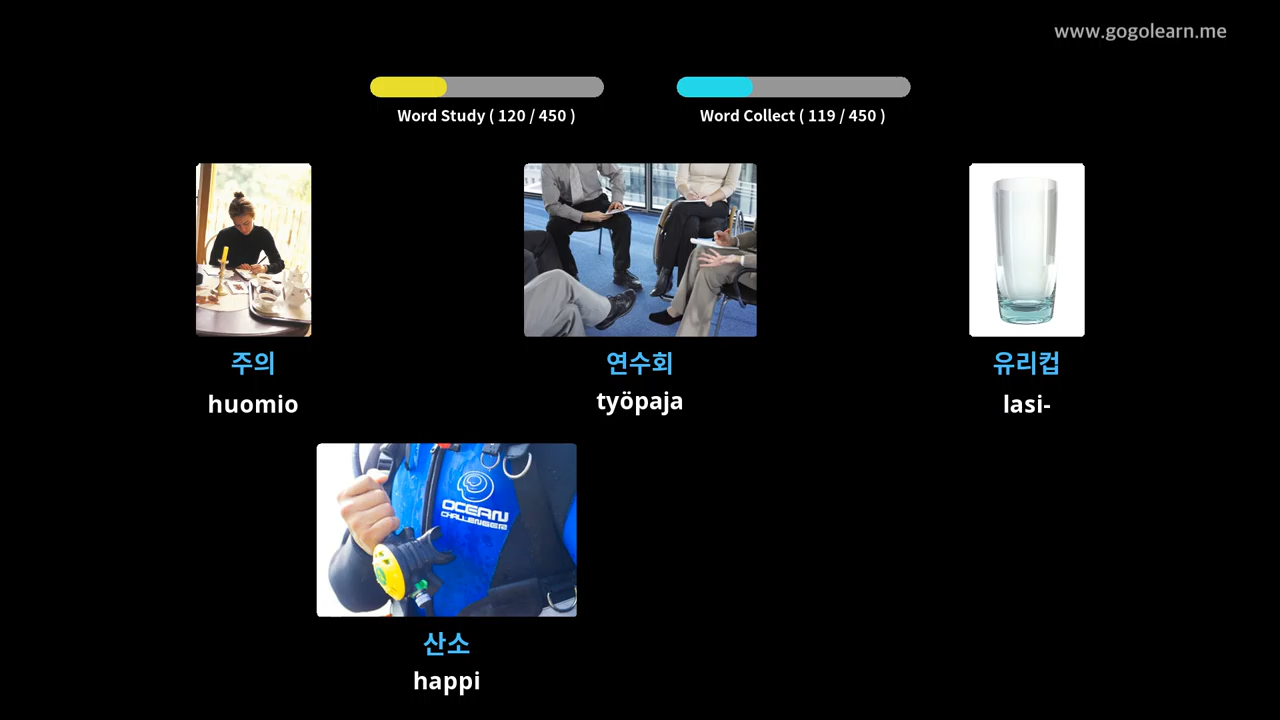 www.gogolearn.me
Word Study ( 120 / 450 )
Word Collect ( 119 / 450 )
주의
huomio
연수회
työpaja
유리컵
lasi-
OCEAN
CHALLENGER
산소
happi